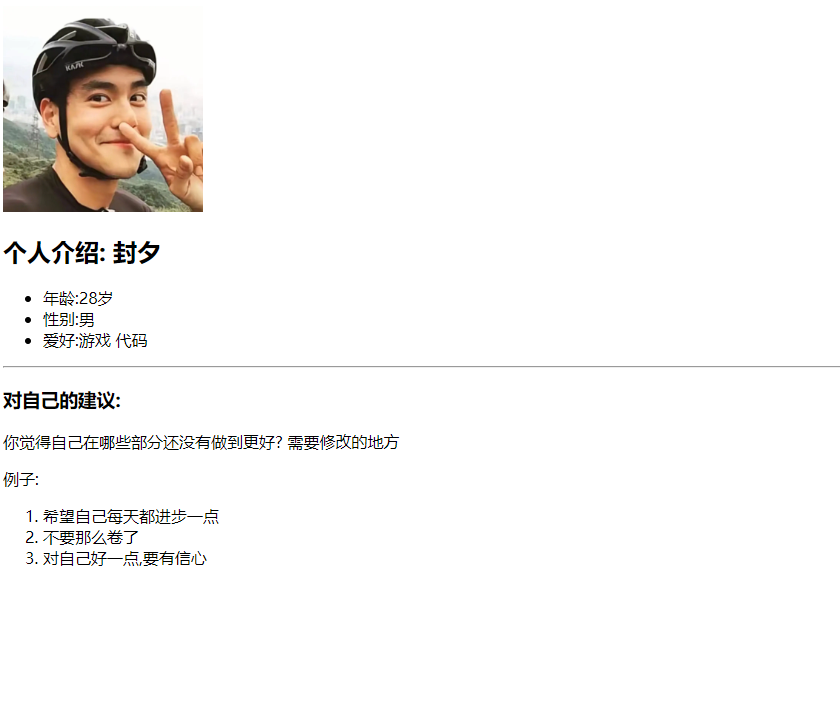 KASK
个人介绍: 封夕
年龄:28岁
性别:男
爱好:游戏 代码
对自己的建议:
你觉得自己在哪些部分还没有做到更好? 需要修改的地方
例子:
1. 希望自己每天都进步一点
2. 不要那么卷了
3. 对自己好一点,要有信心